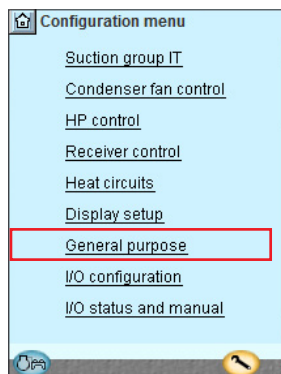 Configuration menu
Suction group IT
Condenser fan control
HP control
Receiver control
Heat circuits
Display setup
General purpose
I/O configuration
I/O status and manual